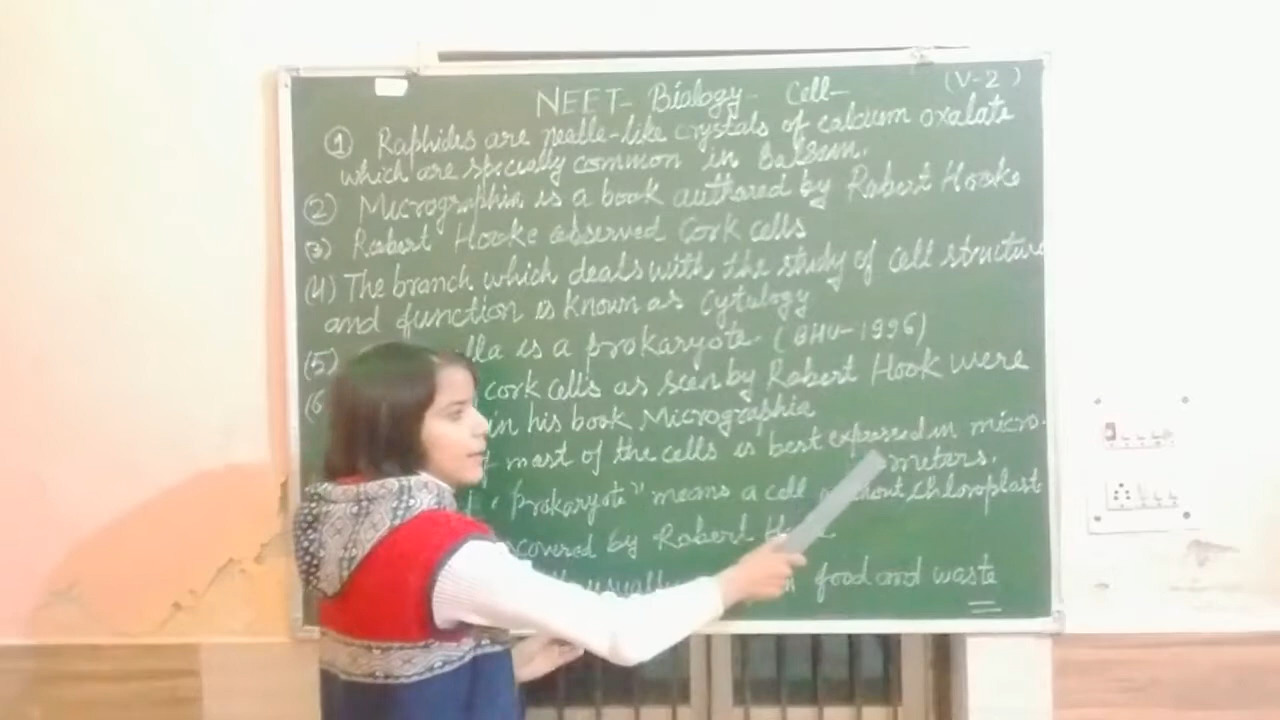 NEET- Biology- Cell- (V-2)
① Raphides are needle-like crystals of calcium oxalate
which are specially common in Balsam.
② Micrographia is a book authored by Robert Hooke
(3) Robert Hooke observed Cork cells
(4) The branch which deals with the study of cell structure
and function is known as Cytology
(5) lla is a prokaryote (BHU-1996)
(6 cork cells as seen by Robert Hook were
in his book Micrographia
most of the cells is best expressed in micro-
meters.
"prokaryote" means a cell without chloroplast
covered by Robert
usually food and waste